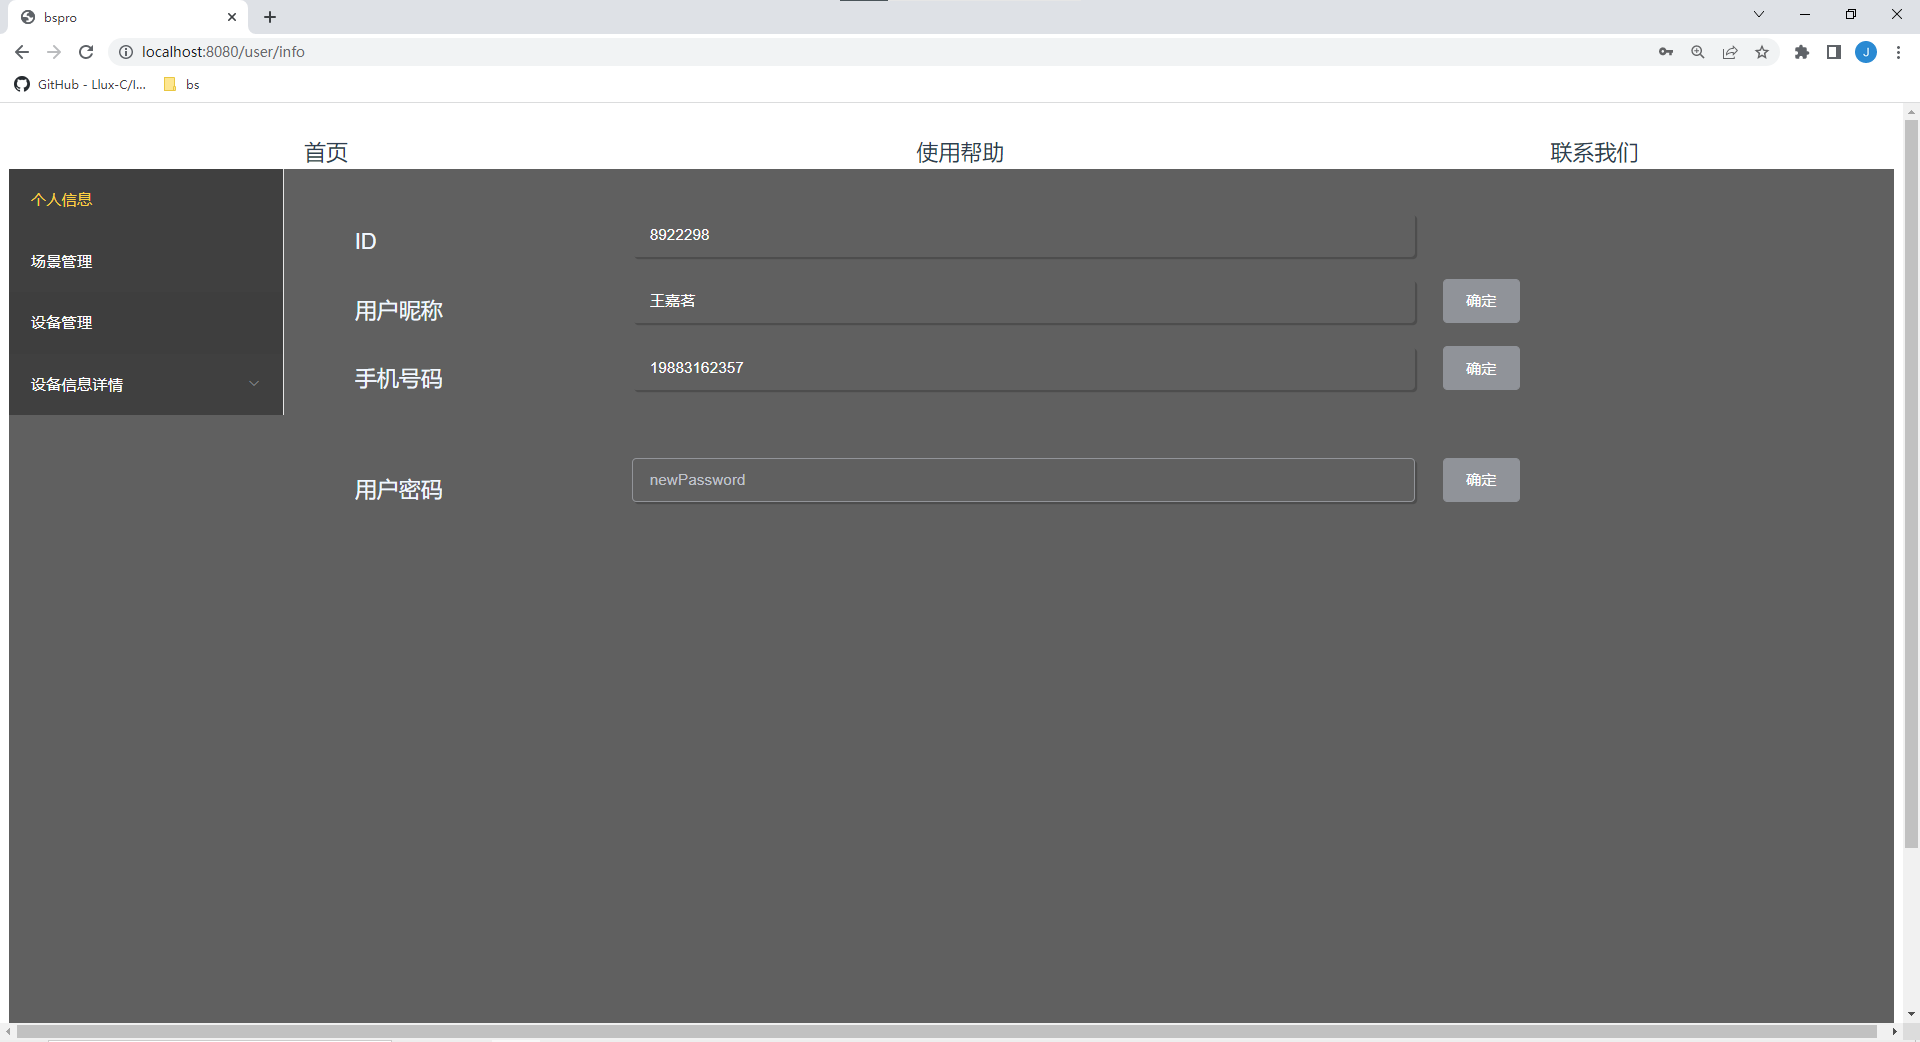 bspro
localhost:8080/user/info
J
GitHub - Llux-C/I...
bs
首页
使用帮助
联系我们
个人信息
场景管理
设备管理
设备信息详情
ID
8922298
用户昵称
王嘉茗
确定
手机号码
19883162357
确定
用户密码
newPassword
确定